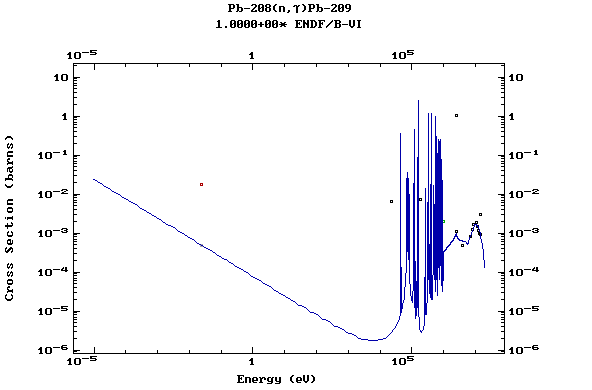 Pb-208(n,γ)Pb-209
1.0000+00* ENDF/B-VI
10⁻⁵ 1 10⁵
10 10
1 1
10⁻¹ 10⁻¹
10⁻² 10⁻²
10⁻³ 10⁻³
10⁻⁴ 10⁻⁴
10⁻⁵ 10⁻⁵
10⁻⁶ 10⁻⁶
10⁻⁵ 1 10⁵
Cross Section (barns)
Energy (eV)